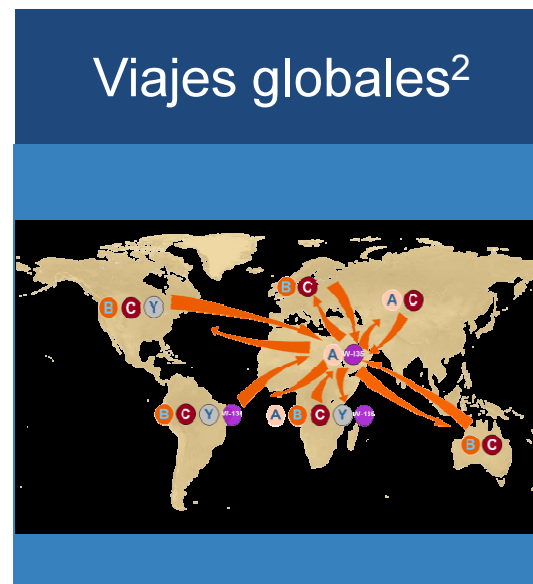 Viajes globales²
B C
A C
B C Y
A W-135
B C Y W-135
A B C Y W-135
B C